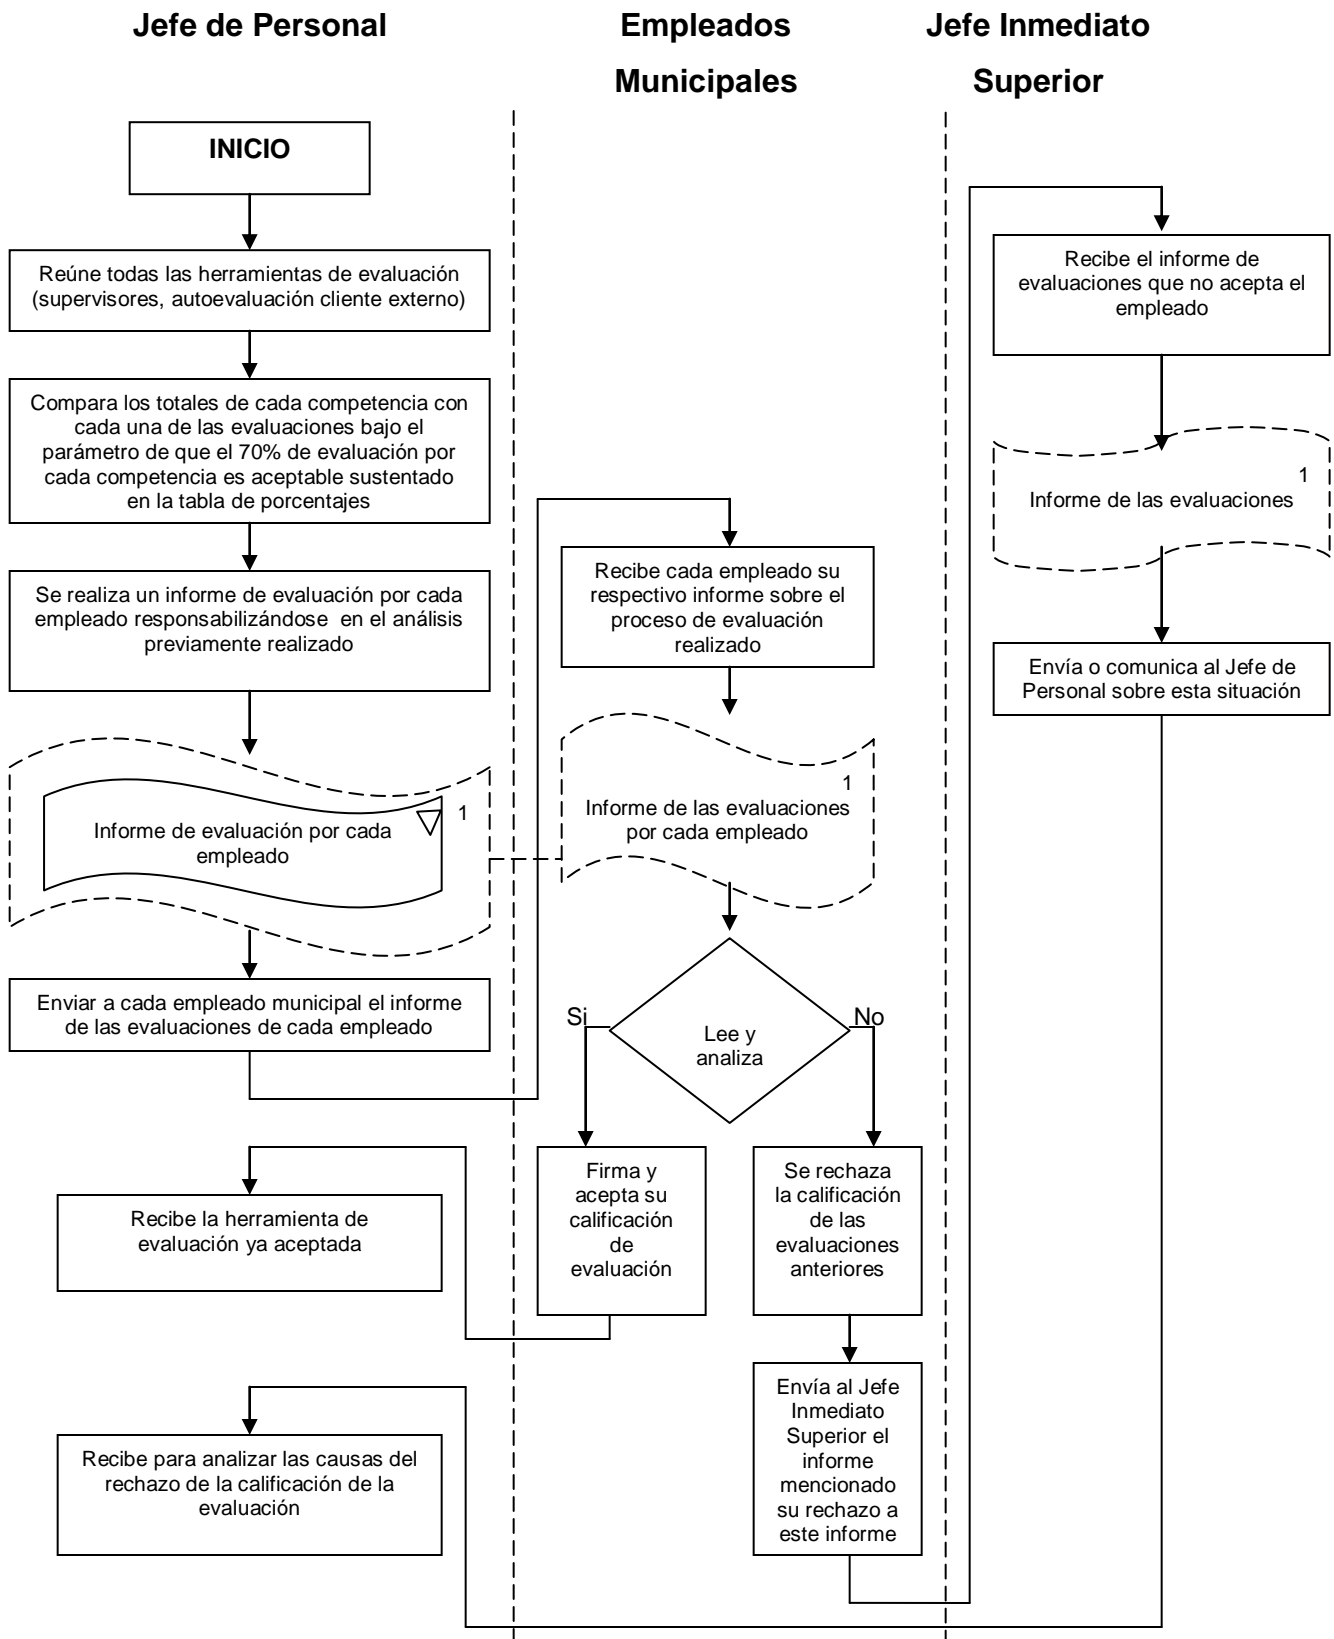 Jefe de Personal
Empleados
Municipales
Jefe Inmediato
Superior
INICIO
Reúne todas las herramientas de evaluación
(supervisores, autoevaluación cliente externo)
Compara los totales de cada competencia con
cada una de las evaluaciones bajo el
parámetro de que el 70% de evaluación por
cada competencia es aceptable sustentado
en la tabla de porcentajes
Se realiza un informe de evaluación por cada
empleado responsabilizándose en el análisis
previamente realizado
1
Informe de evaluación por cada
empleado
Enviar a cada empleado municipal el informe
de las evaluaciones de cada empleado
Recibe la herramienta de
evaluación ya aceptada
Recibe para analizar las causas del
rechazo de la calificación de la
evaluación
Recibe cada empleado su
respectivo informe sobre el
proceso de evaluación
realizado
1
Informe de las evaluaciones
por cada empleado
Si
No
Lee y
analiza
Firma y
acepta su
calificación
de
evaluación
Se rechaza
la calificación
de las
evaluaciones
anteriores
Envía al Jefe
Inmediato
Superior el
informe
mencionado
su rechazo a
este informe
Recibe el informe de
evaluaciones que no acepta el
empleado
1
Informe de las evaluaciones
Envía o comunica al Jefe de
Personal sobre esta situación